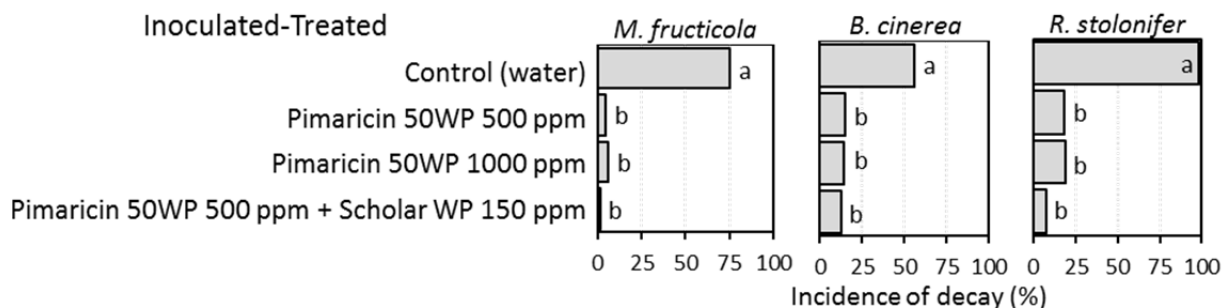 Inoculated-Treated
M. fructicola
B. cinerea
R. stolonifer
Control (water)
a
a
a
Pimaricin 50WP 500 ppm
b
b
b
Pimaricin 50WP 1000 ppm
b
b
b
Pimaricin 50WP 500 ppm + Scholar WP 150 ppm
b
b
b
0 25 50 75 100
0 25 50 75 100
0 25 50 75 100
Incidence of decay (%)